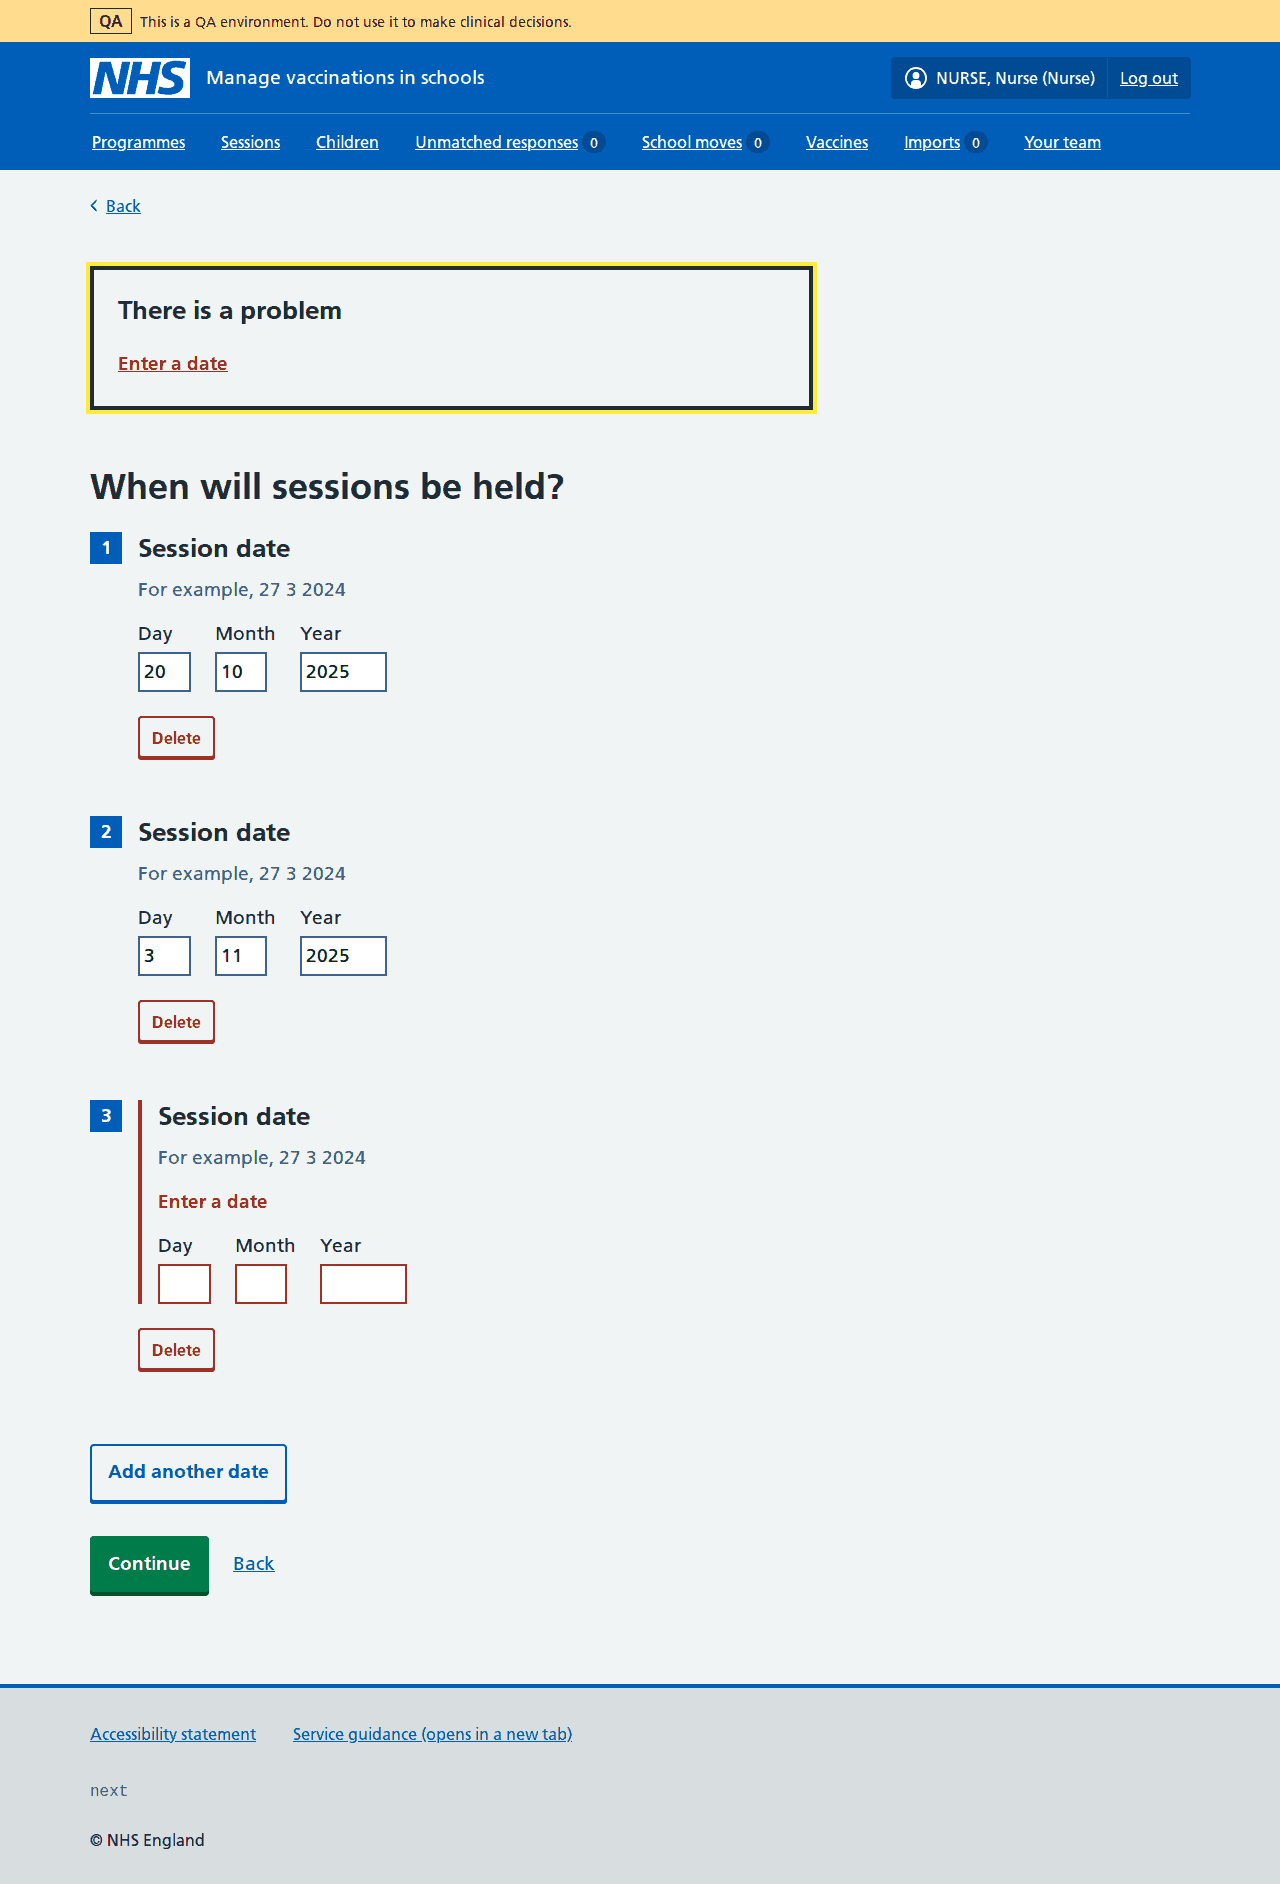 QA This is a QA environment. Do not use it to make clinical decisions.
NHS Manage vaccinations in schools NURSE, Nurse (Nurse) Log out
Programmes Sessions Children Unmatched responses 0 School moves 0 Vaccines Imports 0 Your team
Back
There is a problem
Enter a date
When will sessions be held?
1 Session date
For example, 27 3 2024
Day Month Year
20 10 2025
Delete
2 Session date
For example, 27 3 2024
Day Month Year
3 11 2025
Delete
3 Session date
For example, 27 3 2024
Enter a date
Day Month Year
Delete
Add another date
Continue Back
Accessibility statement Service guidance (opens in a new tab)
next
© NHS England